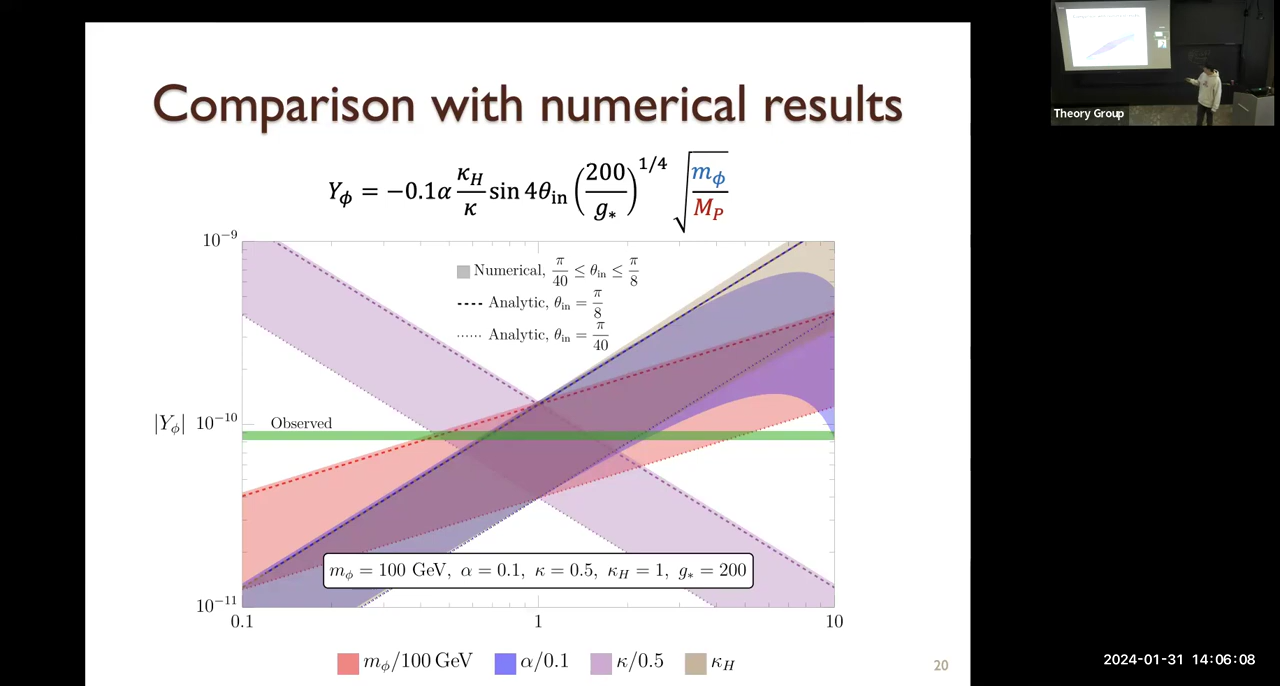 Comparison with numerical results
Y_ϕ = −0.1α κ_H/κ sin 4θ_in (200/g_*)^{1/4} √(m_ϕ/M_P)
10⁻⁹
Numerical, π/40 ≤ θ_in ≤ π/8
Analytic, θ_in = π/8
Analytic, θ_in = π/40
|Y_ϕ| 10⁻¹⁰
Observed
m_ϕ = 100 GeV, α = 0.1, κ = 0.5, κ_H = 1, g_* = 200
10⁻¹¹
0.1 1 10
m_ϕ/100 GeV α/0.1 κ/0.5 κ_H
20
Theory Group
2024-01-31 14:06:08